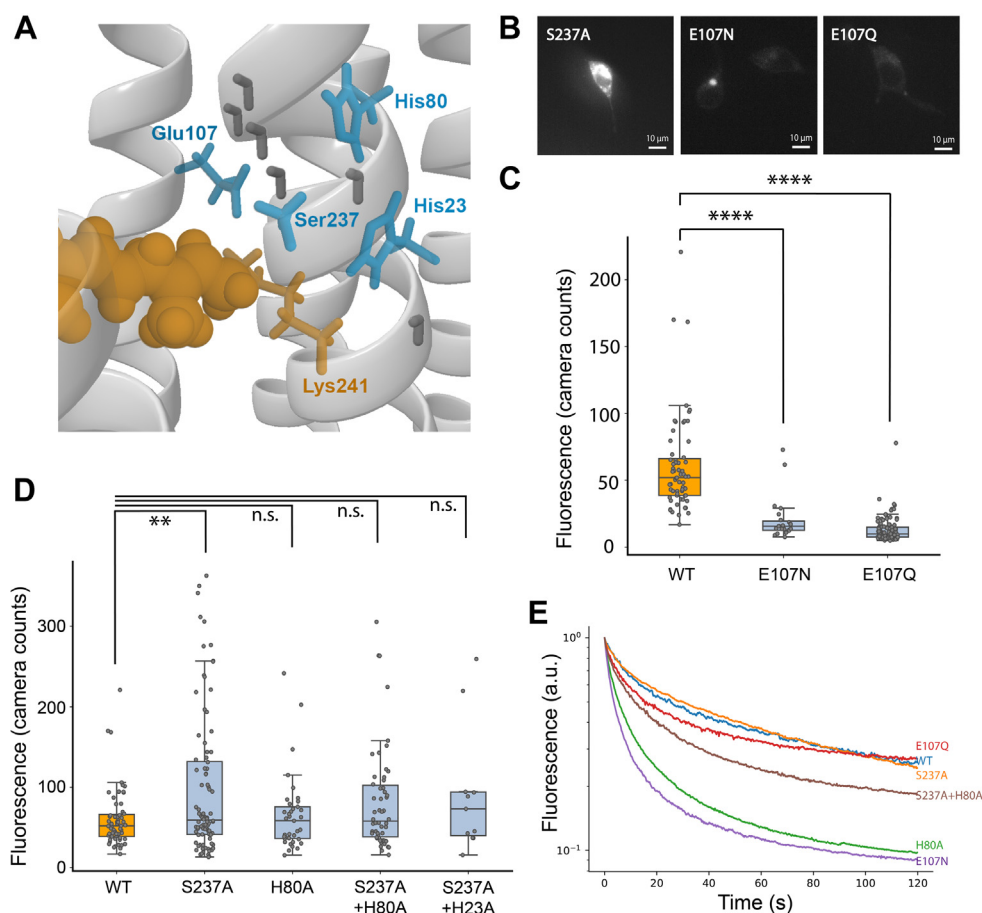 A
His80
Glu107
Ser237
His23
Lys241
B
S237A
E107N
E107Q
10 µm
10 µm
10 µm
C
****
****
Fluorescence (camera counts)
200
150
100
50
0
WT
E107N
E107Q
D
**
n.s.
n.s.
n.s.
Fluorescence (camera counts)
300
200
100
0
WT
S237A
H80A
S237A
+H80A
S237A
+H23A
E
Fluorescence (a.u.)
10⁰
10⁻¹
E107Q
WT
S237A
S237A+H80A
H80A
E107N
0
20
40
60
80
100
120
Time (s)